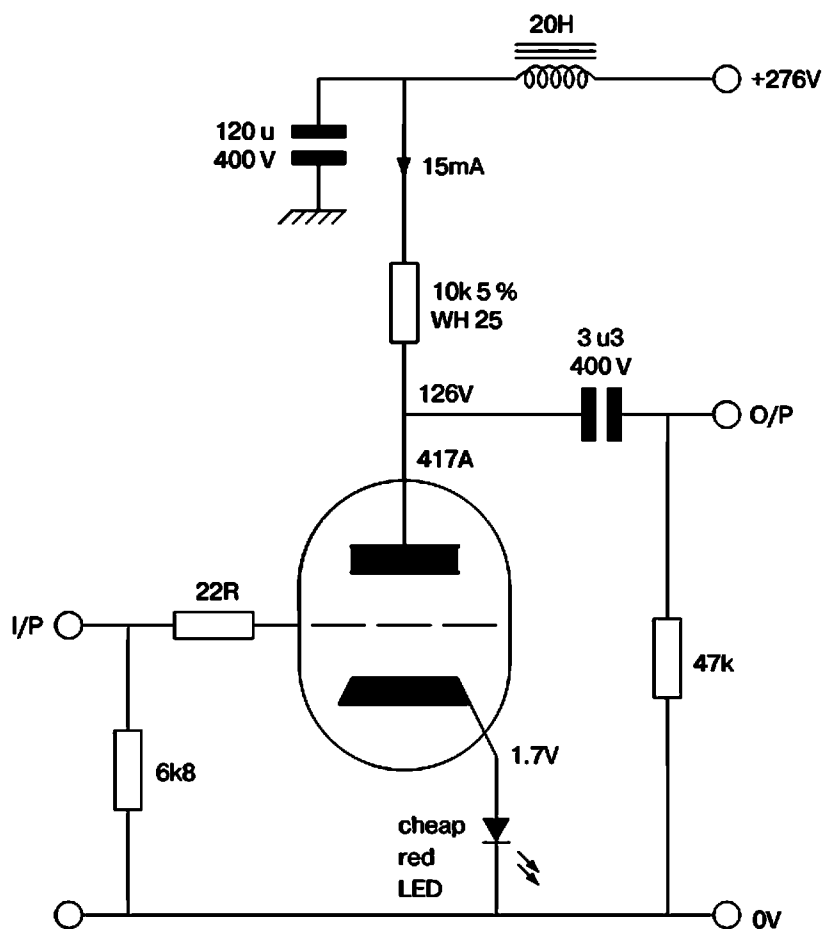 20H
+276V
120 u
400 V
15mA
10k 5 %
WH 25
3 u3
400 V
126V
O/P
417A
22R
I/P
47k
6k8
1.7V
cheap
red
LED
0V